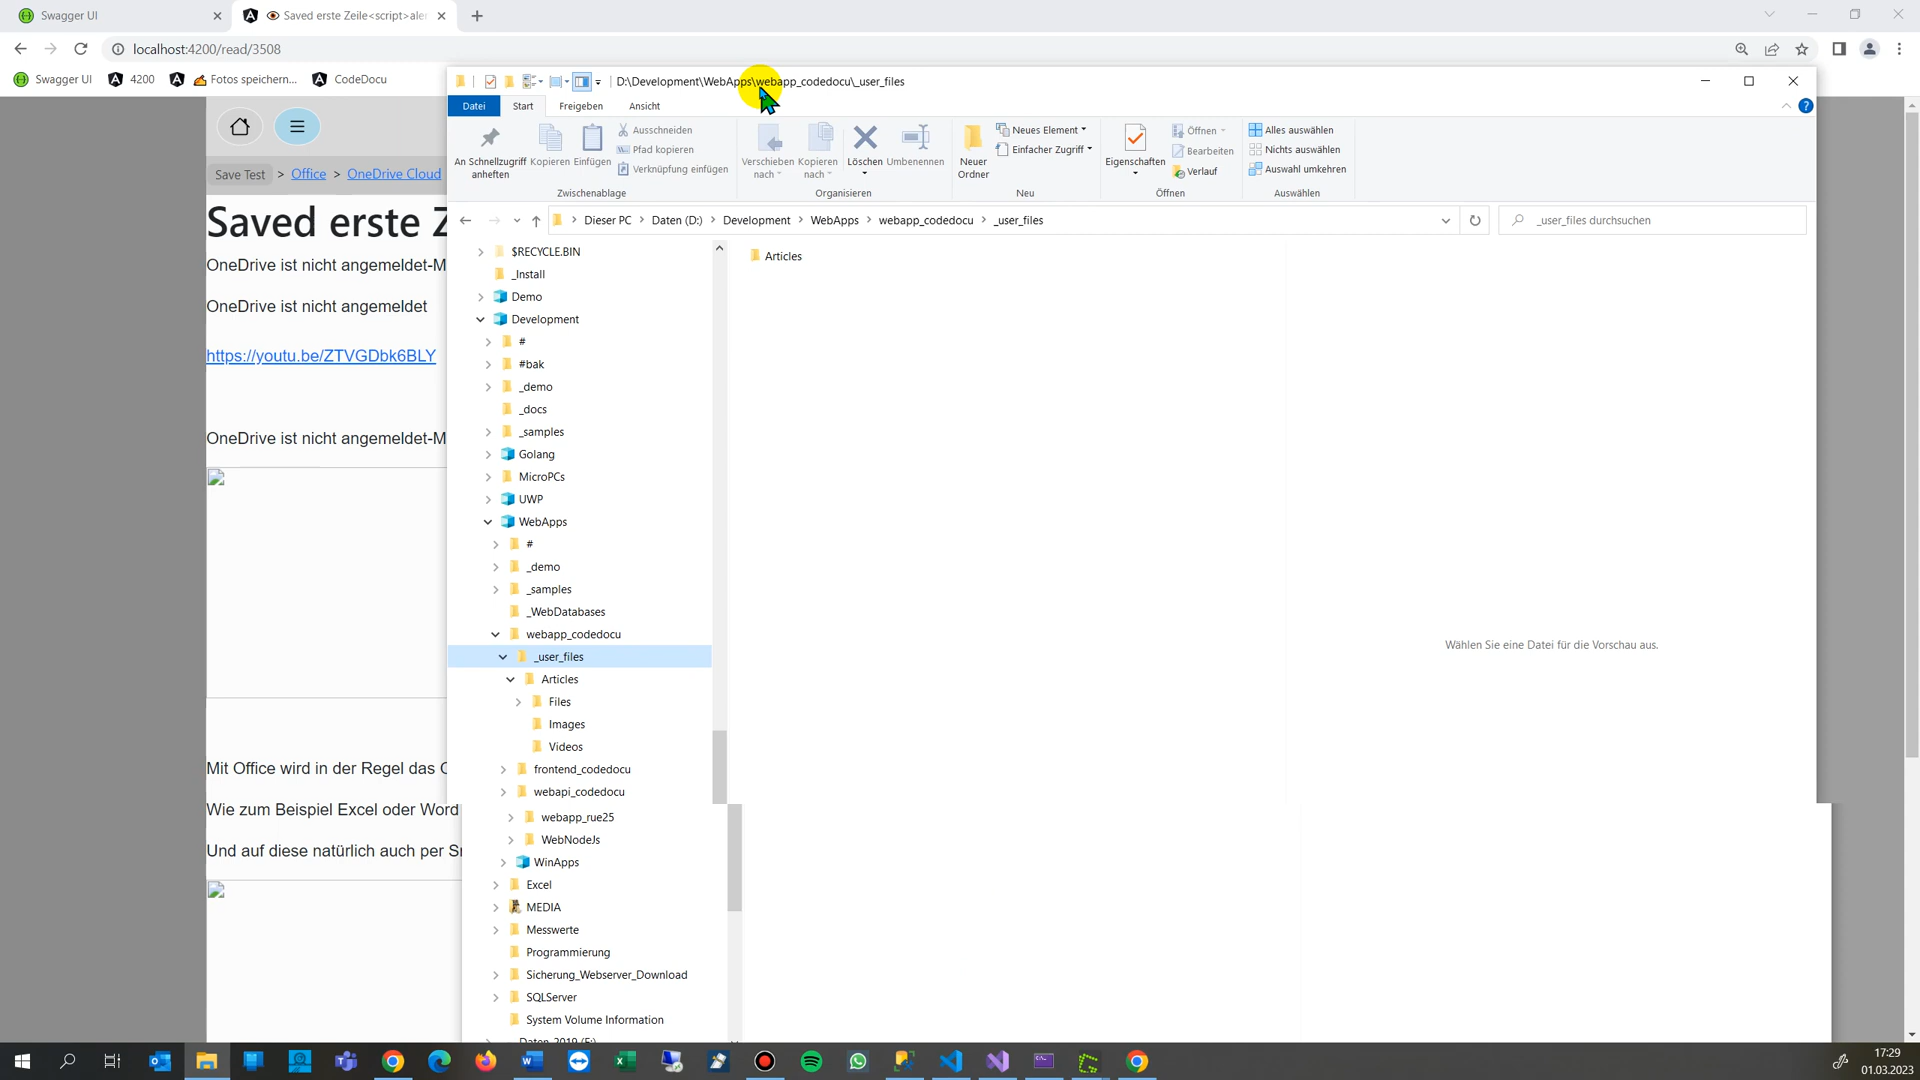 Swagger UI
Saved erste Zeile<script>ale
localhost:4200/read/3508
Swagger UI
4200
Fotos speichern...
CodeDocu
D:\Development\WebApps\webapp_codedocu\_user_files
Datei
Start
Freigeben
Ansicht
An Schnellzugriff
anheften
Kopieren
Einfügen
Ausschneiden
Pfad kopieren
Verknüpfung einfügen
Zwischenablage
Verschieben
nach
Kopieren
nach
Löschen
Umbenennen
Organisieren
Neuer
Ordner
Neues Element
Einfacher Zugriff
Neu
Eigenschaften
Öffnen
Bearbeiten
Verlauf
Öffnen
Alles auswählen
Nichts auswählen
Auswahl umkehren
Auswählen
Dieser PC > Daten (D:) > Development > WebApps > webapp_codedocu > _user_files
_user_files durchsuchen
Save Test > Office > OneDrive Cloud
Saved erste Z
OneDrive ist nicht angemeldet-M
OneDrive ist nicht angemeldet
https://youtu.be/ZTVGDbk6BLY
OneDrive ist nicht angemeldet-M
Mit Office wird in der Regel das
Wie zum Beispiel Excel oder Word
Und auf diese natürlich auch per
$RECYCLE.BIN
_Install
Demo
Development
#
#bak
_demo
_docs
_samples
Golang
MicroPCs
UWP
WebApps
#
_demo
_samples
_WebDatabases
webapp_codedocu
_user_files
Articles
Files
Images
Videos
frontend_codedocu
webapi_codedocu
webapp_rue25
WebNodeJs
WinApps
Excel
MEDIA
Messwerte
Programmierung
Sicherung_Webserver_Download
SQLServer
System Volume Information
Articles
Wählen Sie eine Datei für die Vorschau aus.
17:29
01.03.2023